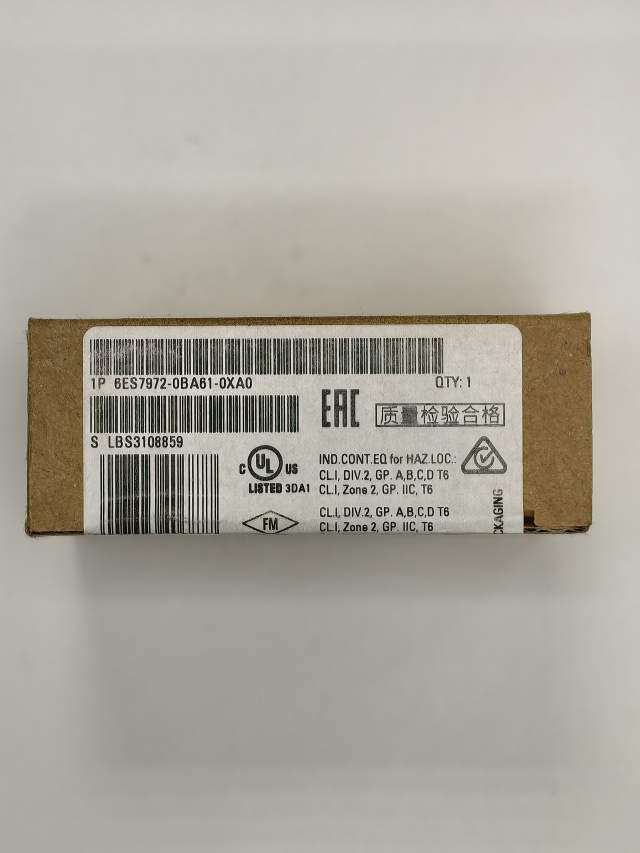 1P 6ES7972-0BA61-0XA0
QTY: 1
S LBS3108859
EAC
质量检验合格
C UL US
LISTED 3DA1
IND.CONT.EQ for HAZ.LOC.:
CL.I, DIV.2, GP. A,B,C,D T6
CL.I, Zone 2, GP. IIC, T6
FM
CL.I, DIV.2, GP. A,B,C,D T6
CL.I, Zone 2, GP. IIC, T6